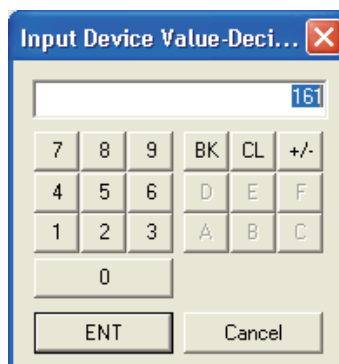 Input Device Value-Deci...
161
7 8 9 BK CL +/-
4 5 6 D E F
1 2 3 A B C
0
ENT Cancel